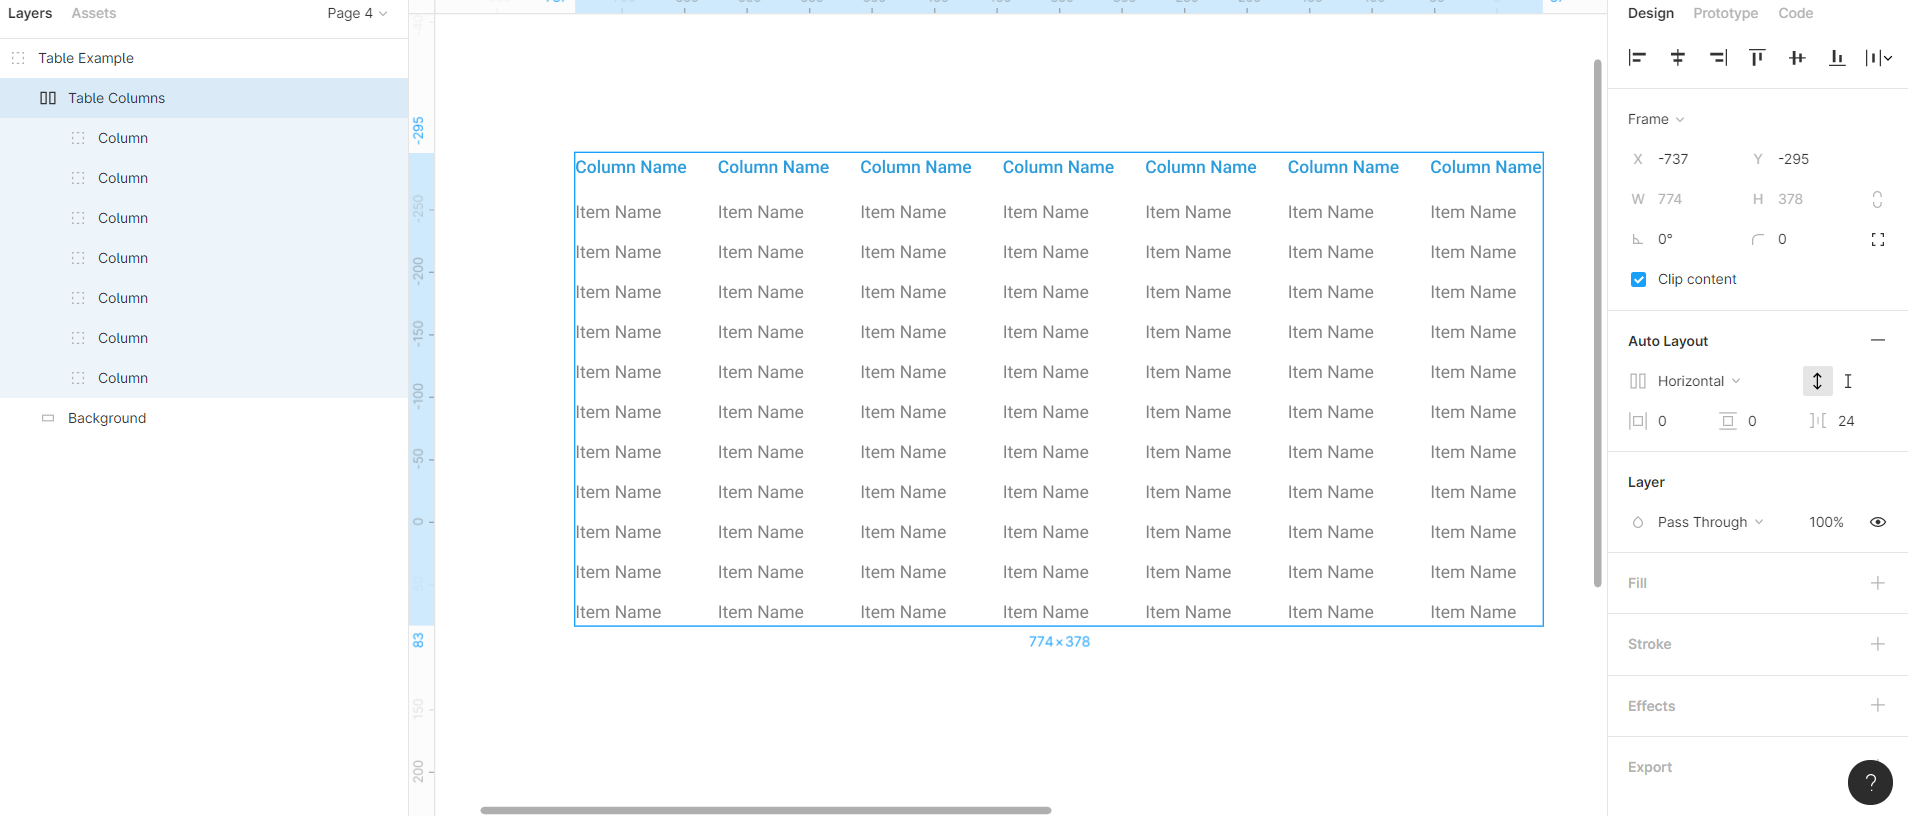 Layers Assets Page 4
Table Example
Table Columns
Column
Column
Column
Column
Column
Column
Column
Background
-295
-250
-200
-150
-100
-50
0
83
150
200
Column Name Column Name Column Name Column Name Column Name Column Name Column Name
Item Name Item Name Item Name Item Name Item Name Item Name Item Name
Item Name Item Name Item Name Item Name Item Name Item Name Item Name
Item Name Item Name Item Name Item Name Item Name Item Name Item Name
Item Name Item Name Item Name Item Name Item Name Item Name Item Name
Item Name Item Name Item Name Item Name Item Name Item Name Item Name
Item Name Item Name Item Name Item Name Item Name Item Name Item Name
Item Name Item Name Item Name Item Name Item Name Item Name Item Name
Item Name Item Name Item Name Item Name Item Name Item Name Item Name
Item Name Item Name Item Name Item Name Item Name Item Name Item Name
Item Name Item Name Item Name Item Name Item Name Item Name Item Name
Item Name Item Name Item Name Item Name Item Name Item Name Item Name
774 × 378
Design Prototype Code
Frame
X -737 Y -295
W 774 H 378
0° 0
Clip content
Auto Layout
Horizontal
0 0 24
Layer
Pass Through 100%
Fill
Stroke
Effects
Export
?